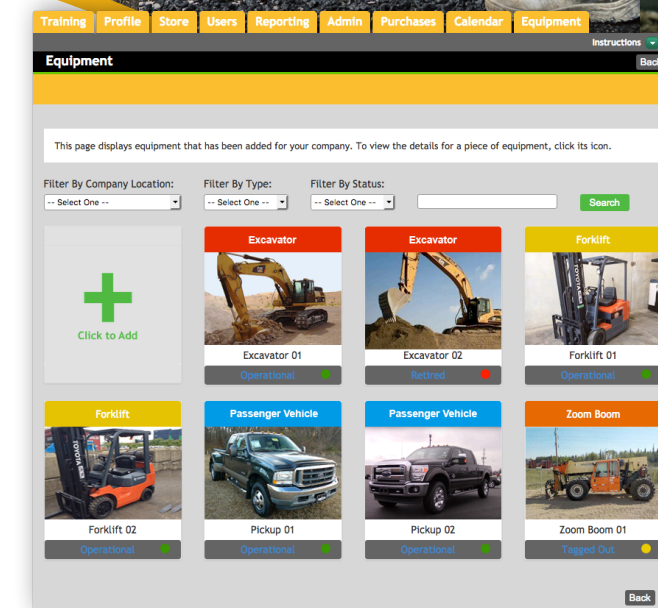 Training Profile Store Users Reporting Admin Purchases Calendar Equipment
Instructions
Equipment
Back
This page displays equipment that has been added for your company. To view the details for a piece of equipment, click its icon.
Filter By Company Location: Filter By Type: Filter By Status:
-- Select One -- -- Select One -- -- Select One -- Search
Excavator Excavator Forklift
Click to Add
Excavator 01 Excavator 02 Forklift 01
Operational Retired Operational
Forklift Passenger Vehicle Passenger Vehicle Zoom Boom
TOYOTA
Forklift 02 Pickup 01 Pickup 02 Zoom Boom 01
Operational Operational Operational Tagged Out
Back